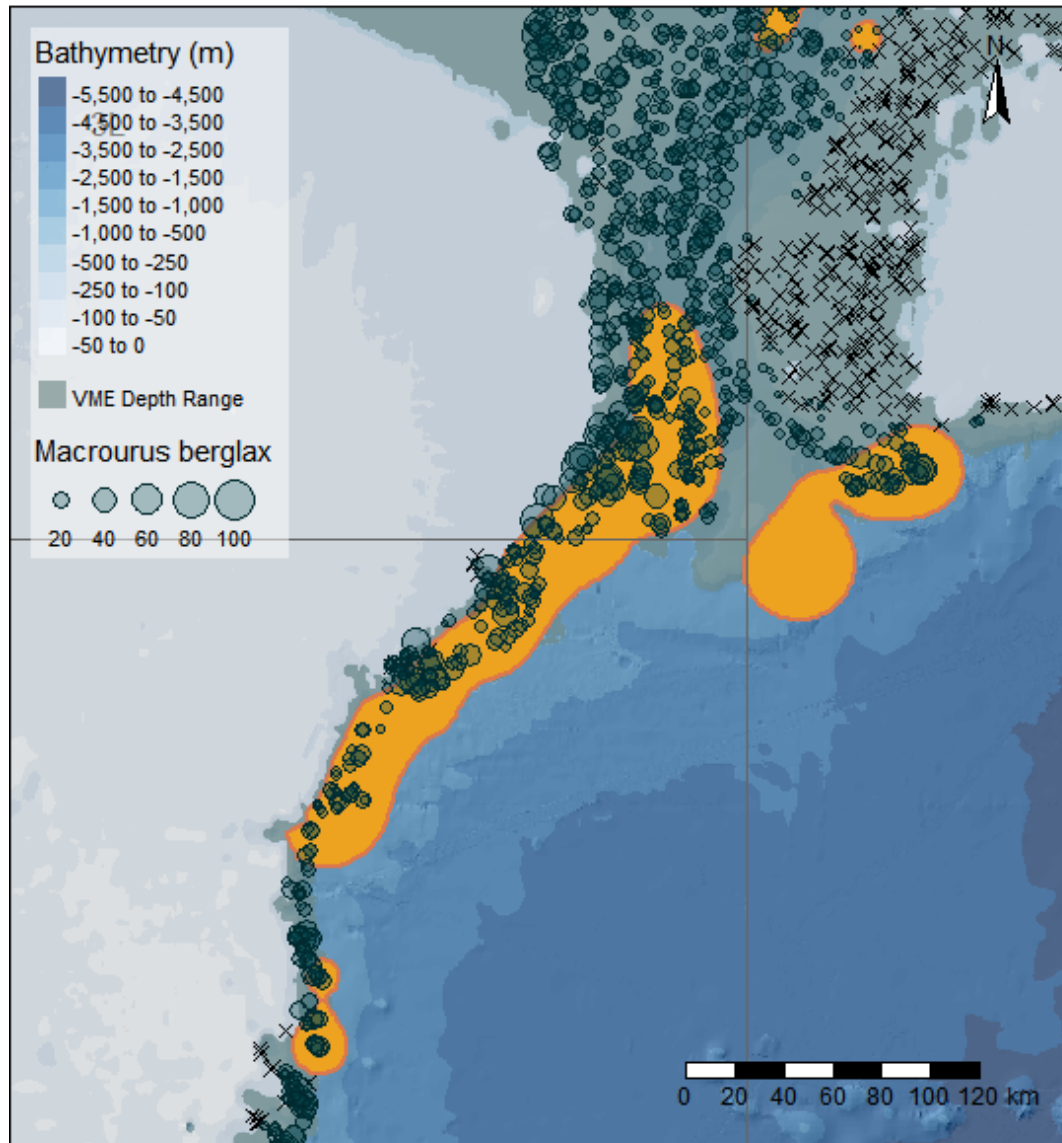 Bathymetry (m)
-5,500 to -4,500
-4,500 to -3,500
3L
-3,500 to -2,500
-2,500 to -1,500
-1,500 to -1,000
-1,000 to -500
-500 to -250
-250 to -100
-100 to -50
-50 to 0
VME Depth Range
Macrourus berglax
20 40 60 80 100
N
0 20 40 60 80 100 120 km